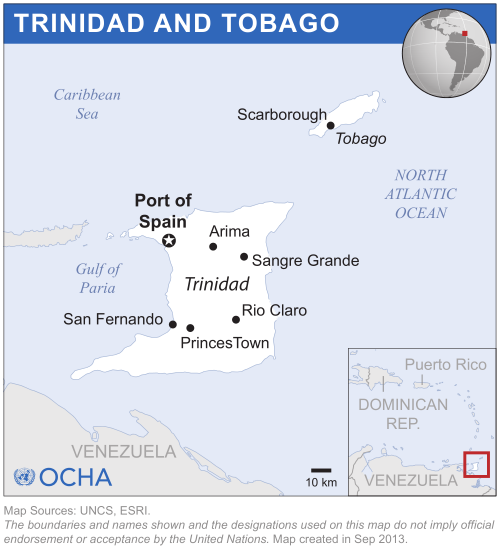 TRINIDAD AND TOBAGO
Caribbean
Sea
Scarborough
Tobago
NORTH
ATLANTIC
OCEAN
Port of
Spain
Arima
Sangre Grande
Gulf of
Paria
Trinidad
San Fernando
Rio Claro
PrincesTown
Puerto Rico
DOMINICAN
REP.
VENEZUELA
VENEZUELA
OCHA
10 km
Map Sources: UNCS, ESRI.
The boundaries and names shown and the designations used on this map do not imply official
endorsement or acceptance by the United Nations. Map created in Sep 2013.